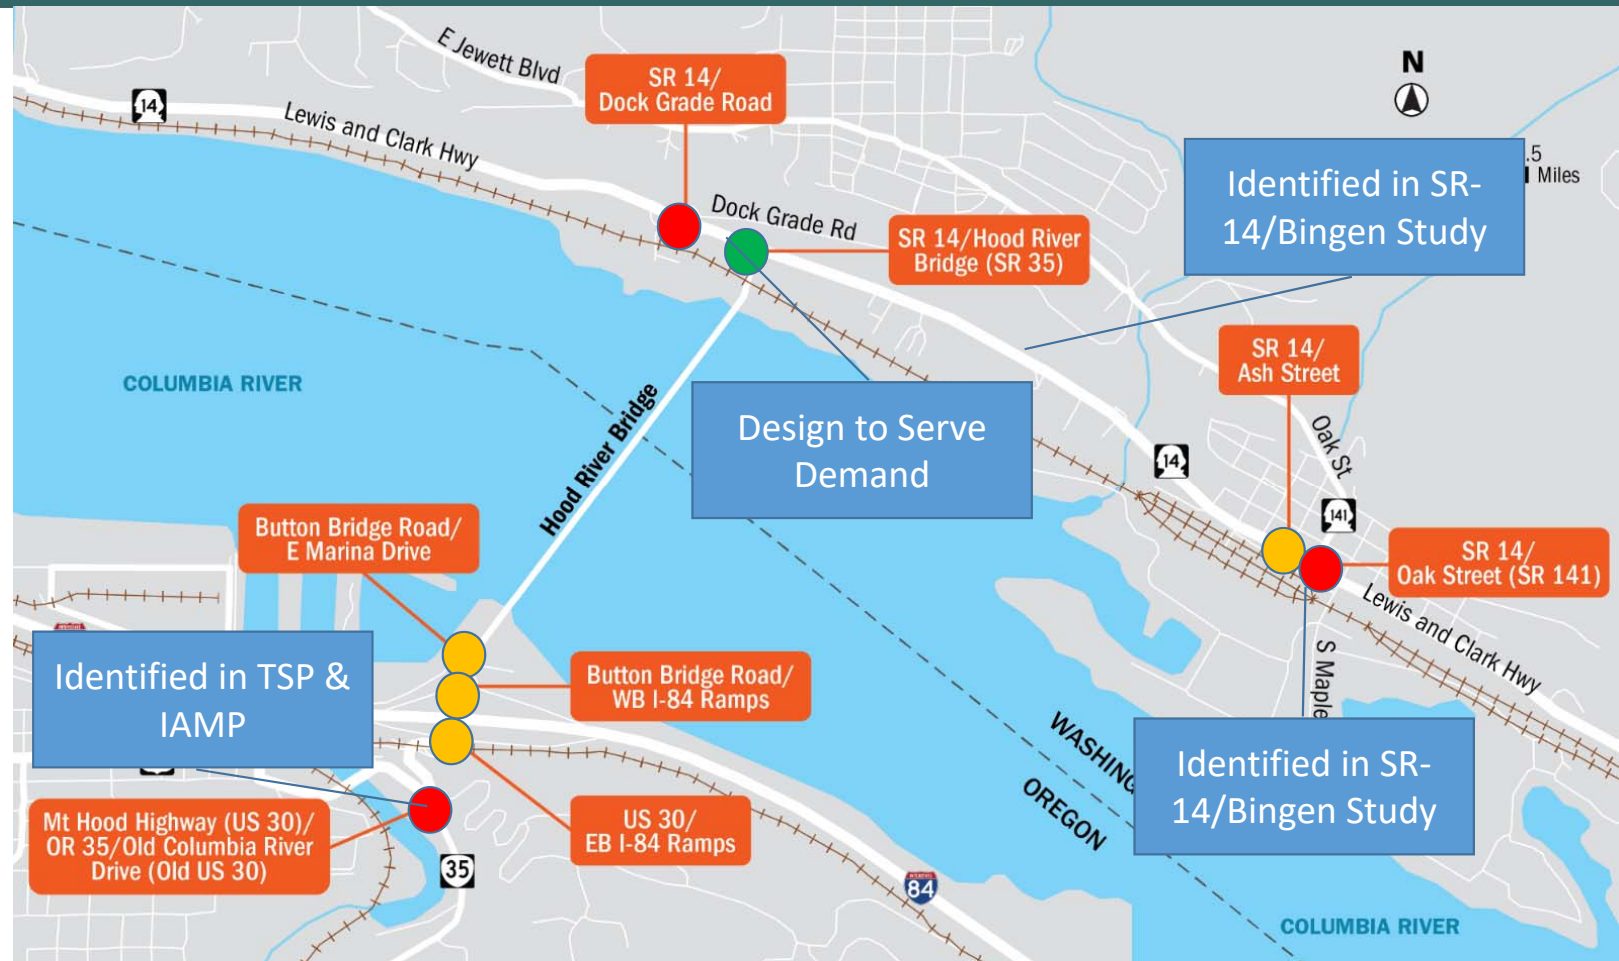 E Jewett Blvd
SR 14/
Dock Grade Road
N
14
Lewis and Clark Hwy
.5
Miles
Identified in SR-
14/Bingen Study
Dock Grade Rd
SR 14/Hood River
Bridge (SR 35)
SR 14/
Ash Street
COLUMBIA RIVER
Hood River Bridge
Design to Serve
Demand
Oak St
14
141
Button Bridge Road/
E Marina Drive
SR 14/
Oak Street (SR 141)
Lewis and Clark Hwy
S Maple
Identified in TSP &
IAMP
Button Bridge Road/
WB I-84 Ramps
WASHING
OREGON
Identified in SR-
14/Bingen Study
Mt Hood Highway (US 30)/
OR 35/Old Columbia River
Drive (Old US 30)
US 30/
EB I-84 Ramps
35
84
COLUMBIA RIVER